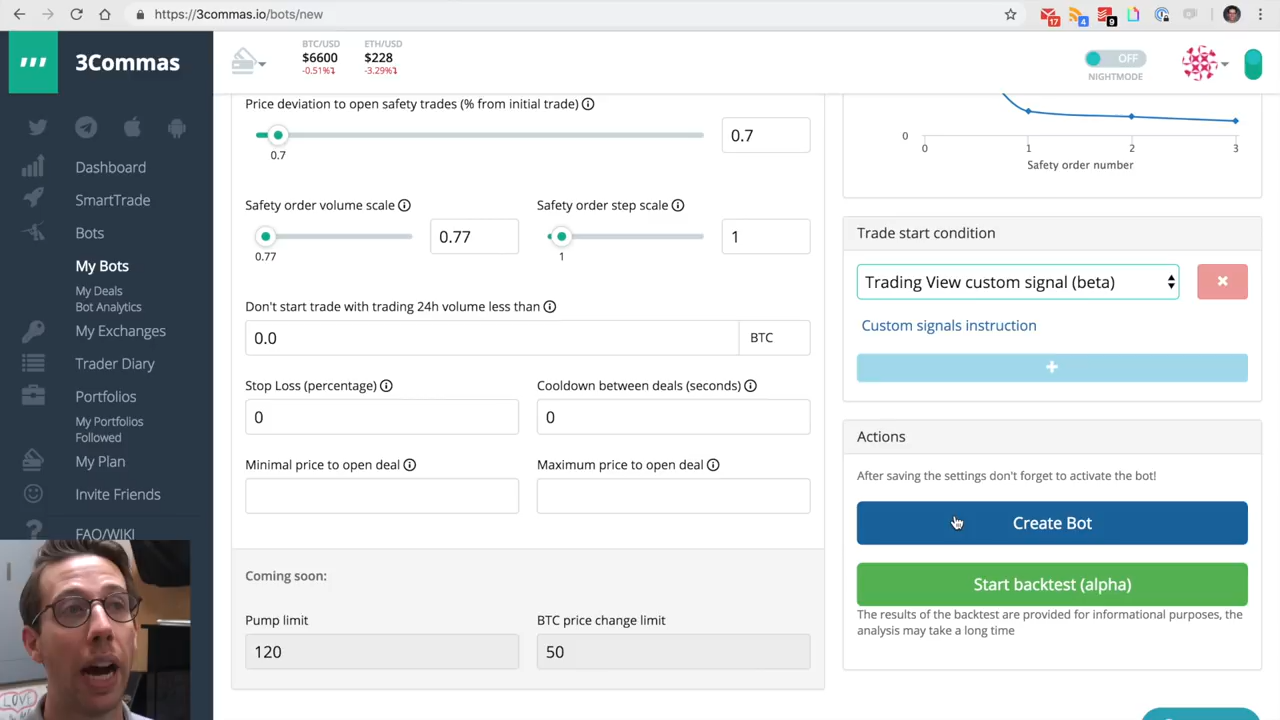 https://3commas.io/bots/new
17
4
9
3Commas
BTC/USD
$6600
-0.51%
ETH/USD
$228
-3.29%
OFF
NIGHTMODE
Dashboard
SmartTrade
Bots
My Bots
My Deals
Bot Analytics
My Exchanges
Trader Diary
Portfolios
My Portfolios
Followed
My Plan
Invite Friends
FAQ/WIKI
Price deviation to open safety trades (% from initial trade)
0.7
0.7
Safety order volume scale
0.77
0.77
Safety order step scale
1
1
Don't start trade with trading 24h volume less than
0.0
BTC
Stop Loss (percentage)
0
Cooldown between deals (seconds)
0
Minimal price to open deal
Maximum price to open deal
Coming soon:
Pump limit
120
BTC price change limit
50
0
0
1
2
3
Safety order number
Trade start condition
Trading View custom signal (beta)
Custom signals instruction
Actions
After saving the settings don't forget to activate the bot!
Create Bot
Start backtest (alpha)
The results of the backtest are provided for informational purposes, the
analysis may take a long time